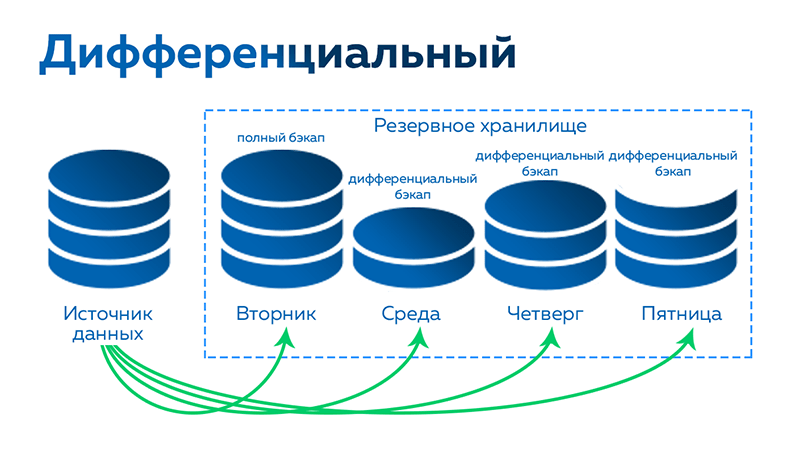 Дифференциальный
Резервное хранилище
полный бэкап
дифференциальный
бэкап
дифференциальный
бэкап
дифференциальный
бэкап
Источник
данных
Вторник
Среда
Четверг
Пятница